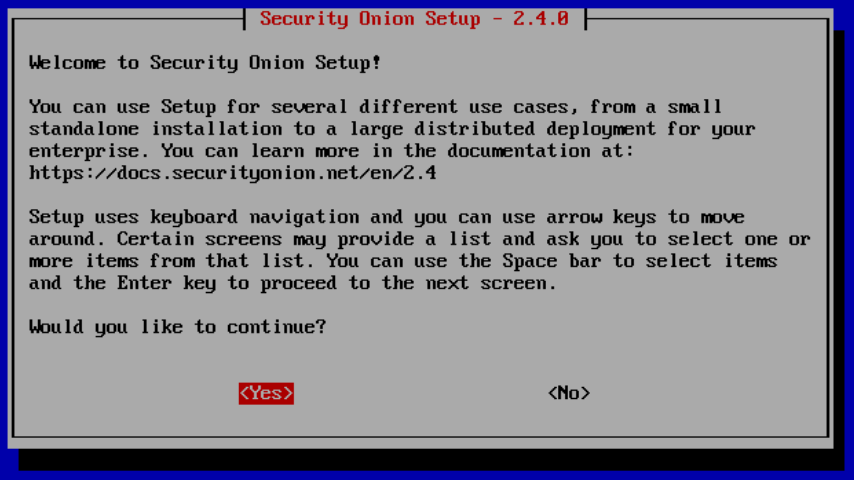 Security Onion Setup - 2.4.0
Welcome to Security Onion Setup!
You can use Setup for several different use cases, from a small
standalone installation to a large distributed deployment for your
enterprise. You can learn more in the documentation at:
https://docs.securityonion.net/en/2.4
Setup uses keyboard navigation and you can use arrow keys to move
around. Certain screens may provide a list and ask you to select one or
more items from that list. You can use the Space bar to select items
and the Enter key to proceed to the next screen.
Would you like to continue?
<Yes> <No>